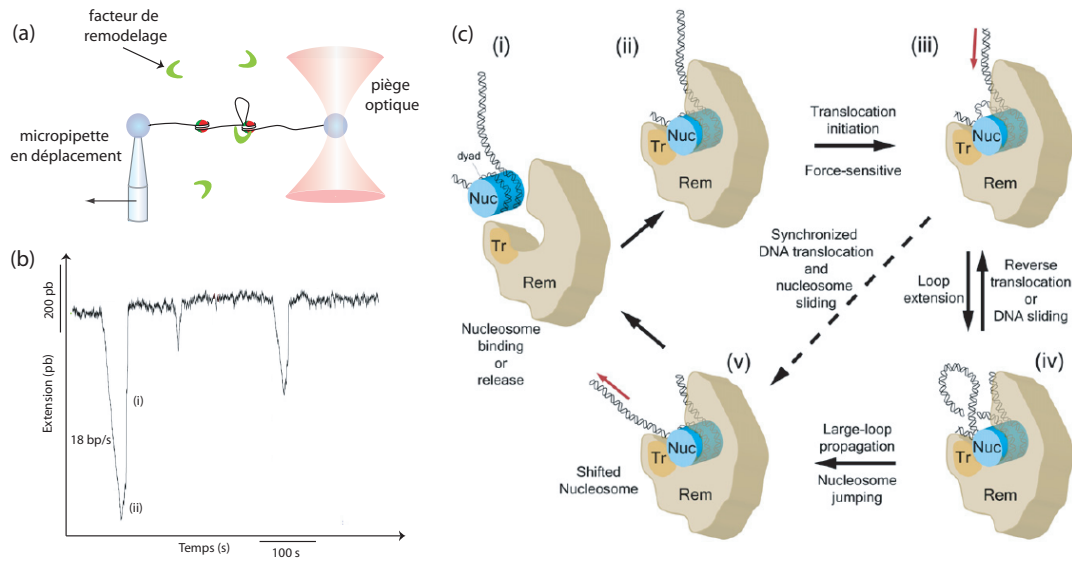 (a)
facteur de
remodelage
piège
optique
micropipette
en déplacement
(b)
200 pb
Extension (pb)
18 bp/s
(i)
(ii)
Temps (s)
100 s
(c)
(i)
dyad
Nuc
Tr
Rem
Nucleosome
binding
or
release
(ii)
Tr
Nuc
Rem
Translocation
initiation
Force-sensitive
(iii)
Tr
Nuc
Rem
Synchronized
DNA translocation
and
nucleosome
sliding
Loop
extension
Reverse
translocation
or
DNA sliding
(iv)
Tr
Nuc
Rem
Large-loop
propagation
Nucleosome
jumping
(v)
Tr
Nuc
Rem
Shifted
Nucleosome